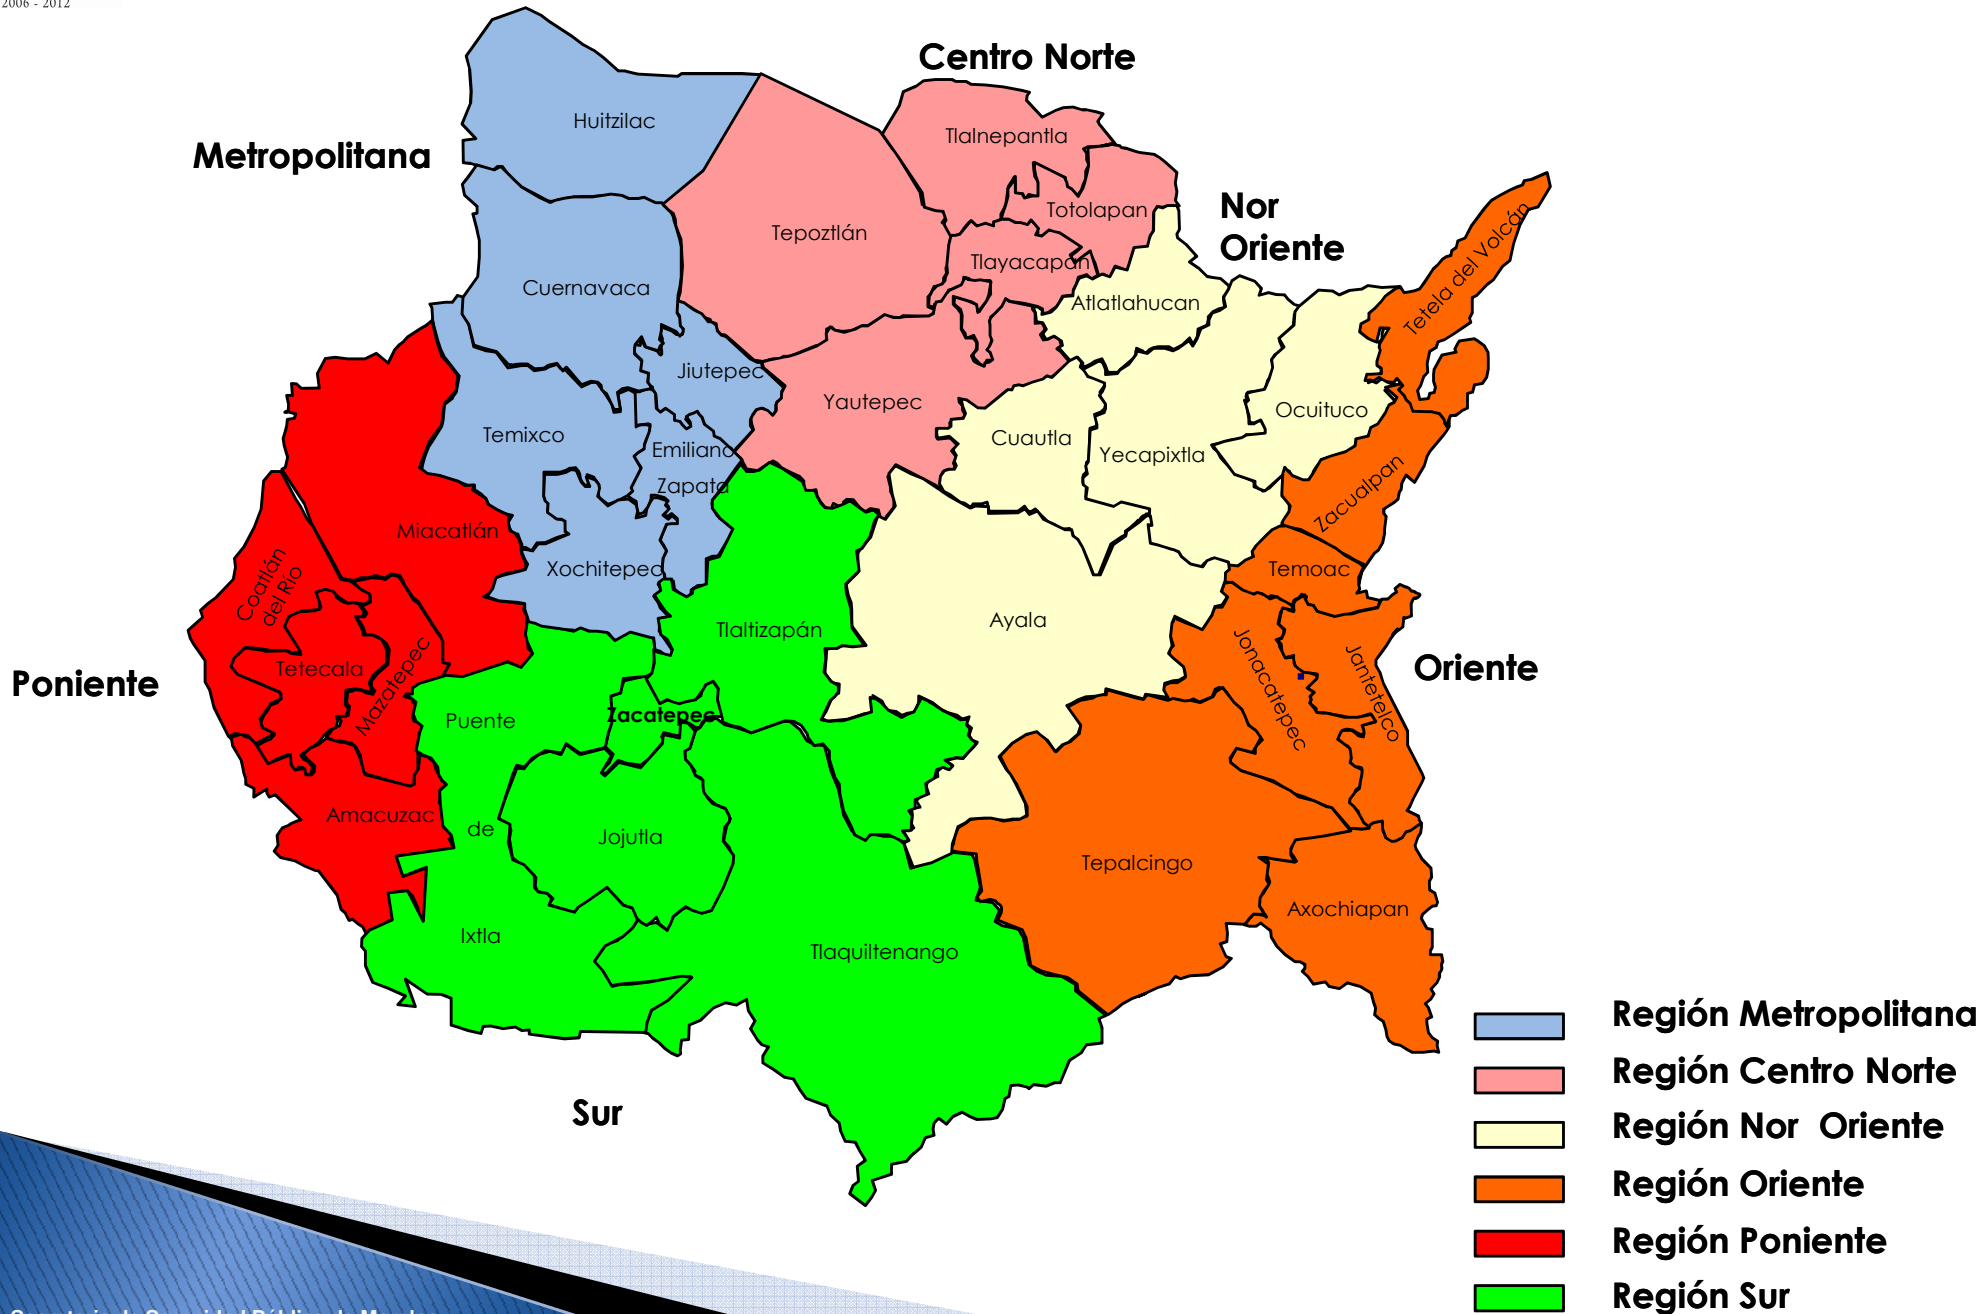 2006 - 2012
Centro Norte
Metropolitana
Nor
Oriente
Huitzilac
Tlalnepantla
Totolapan
Tepoztlán
Tlayacapan
Cuernavaca
Atlatlahucan
Tetela del Volcán
Jiutepec
Yautepec
Ocuituco
Temixco
Cuautla
Yecapixtla
Emiliano
Zapata
Zacualpan
Miacatlán
Xochitepec
Temoac
Coatlán
del Río
Ayala
Tlaltizapán
Jonacatepec
Jantetelco
Oriente
Poniente
Tetecala
Mazatepec
Puente
Zacatepec
Amacuzac
de
Jojutla
Tepalcingo
Axochiapan
Ixtla
Tlaquiltenango
Sur
Región Metropolitana
Región Centro Norte
Región Nor Oriente
Región Oriente
Región Poniente
Región Sur